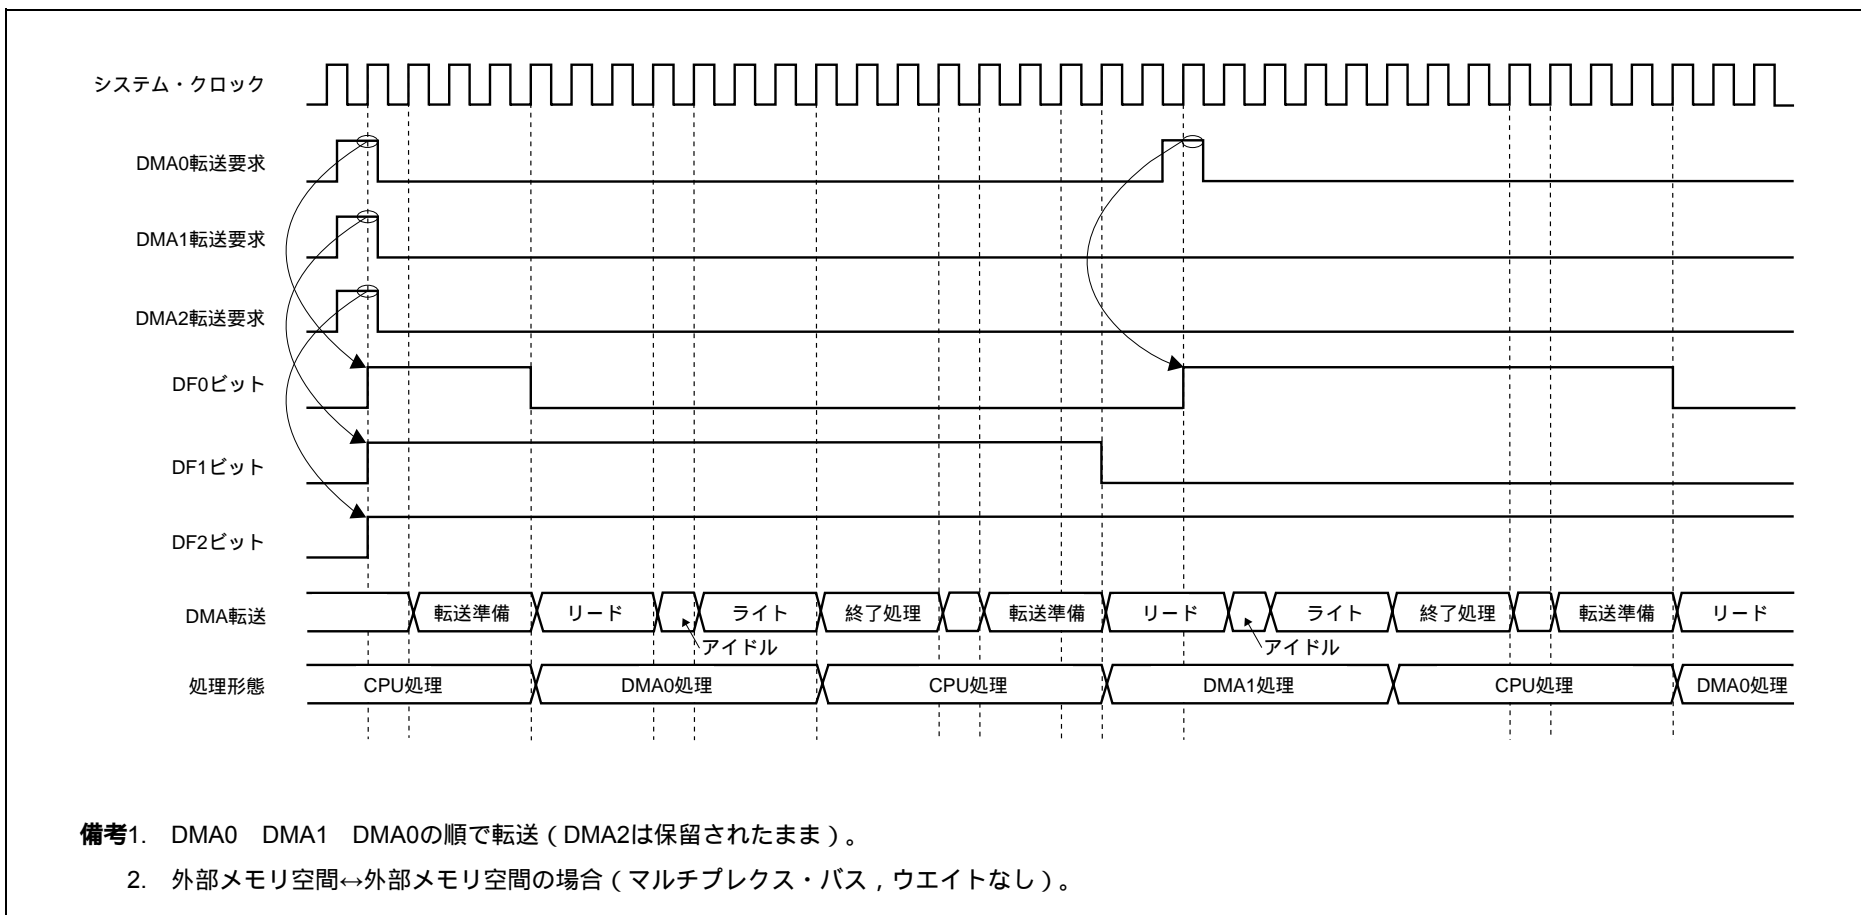 システム・クロック
DMA0転送要求
DMA1転送要求
DMA2転送要求
DF0ビット
DF1ビット
DF2ビット
DMA転送 転送準備 リード ライト 終了処理 転送準備 リード ライト 終了処理 転送準備 リード
アイドル アイドル
処理形態 CPU処理 DMA0処理 CPU処理 DMA1処理 CPU処理 DMA0処理
備考1. DMA0 DMA1 DMA0の順で転送（DMA2は保留されたまま）。
2. 外部メモリ空間↔外部メモリ空間の場合（マルチプレクス・バス，ウエイトなし）。